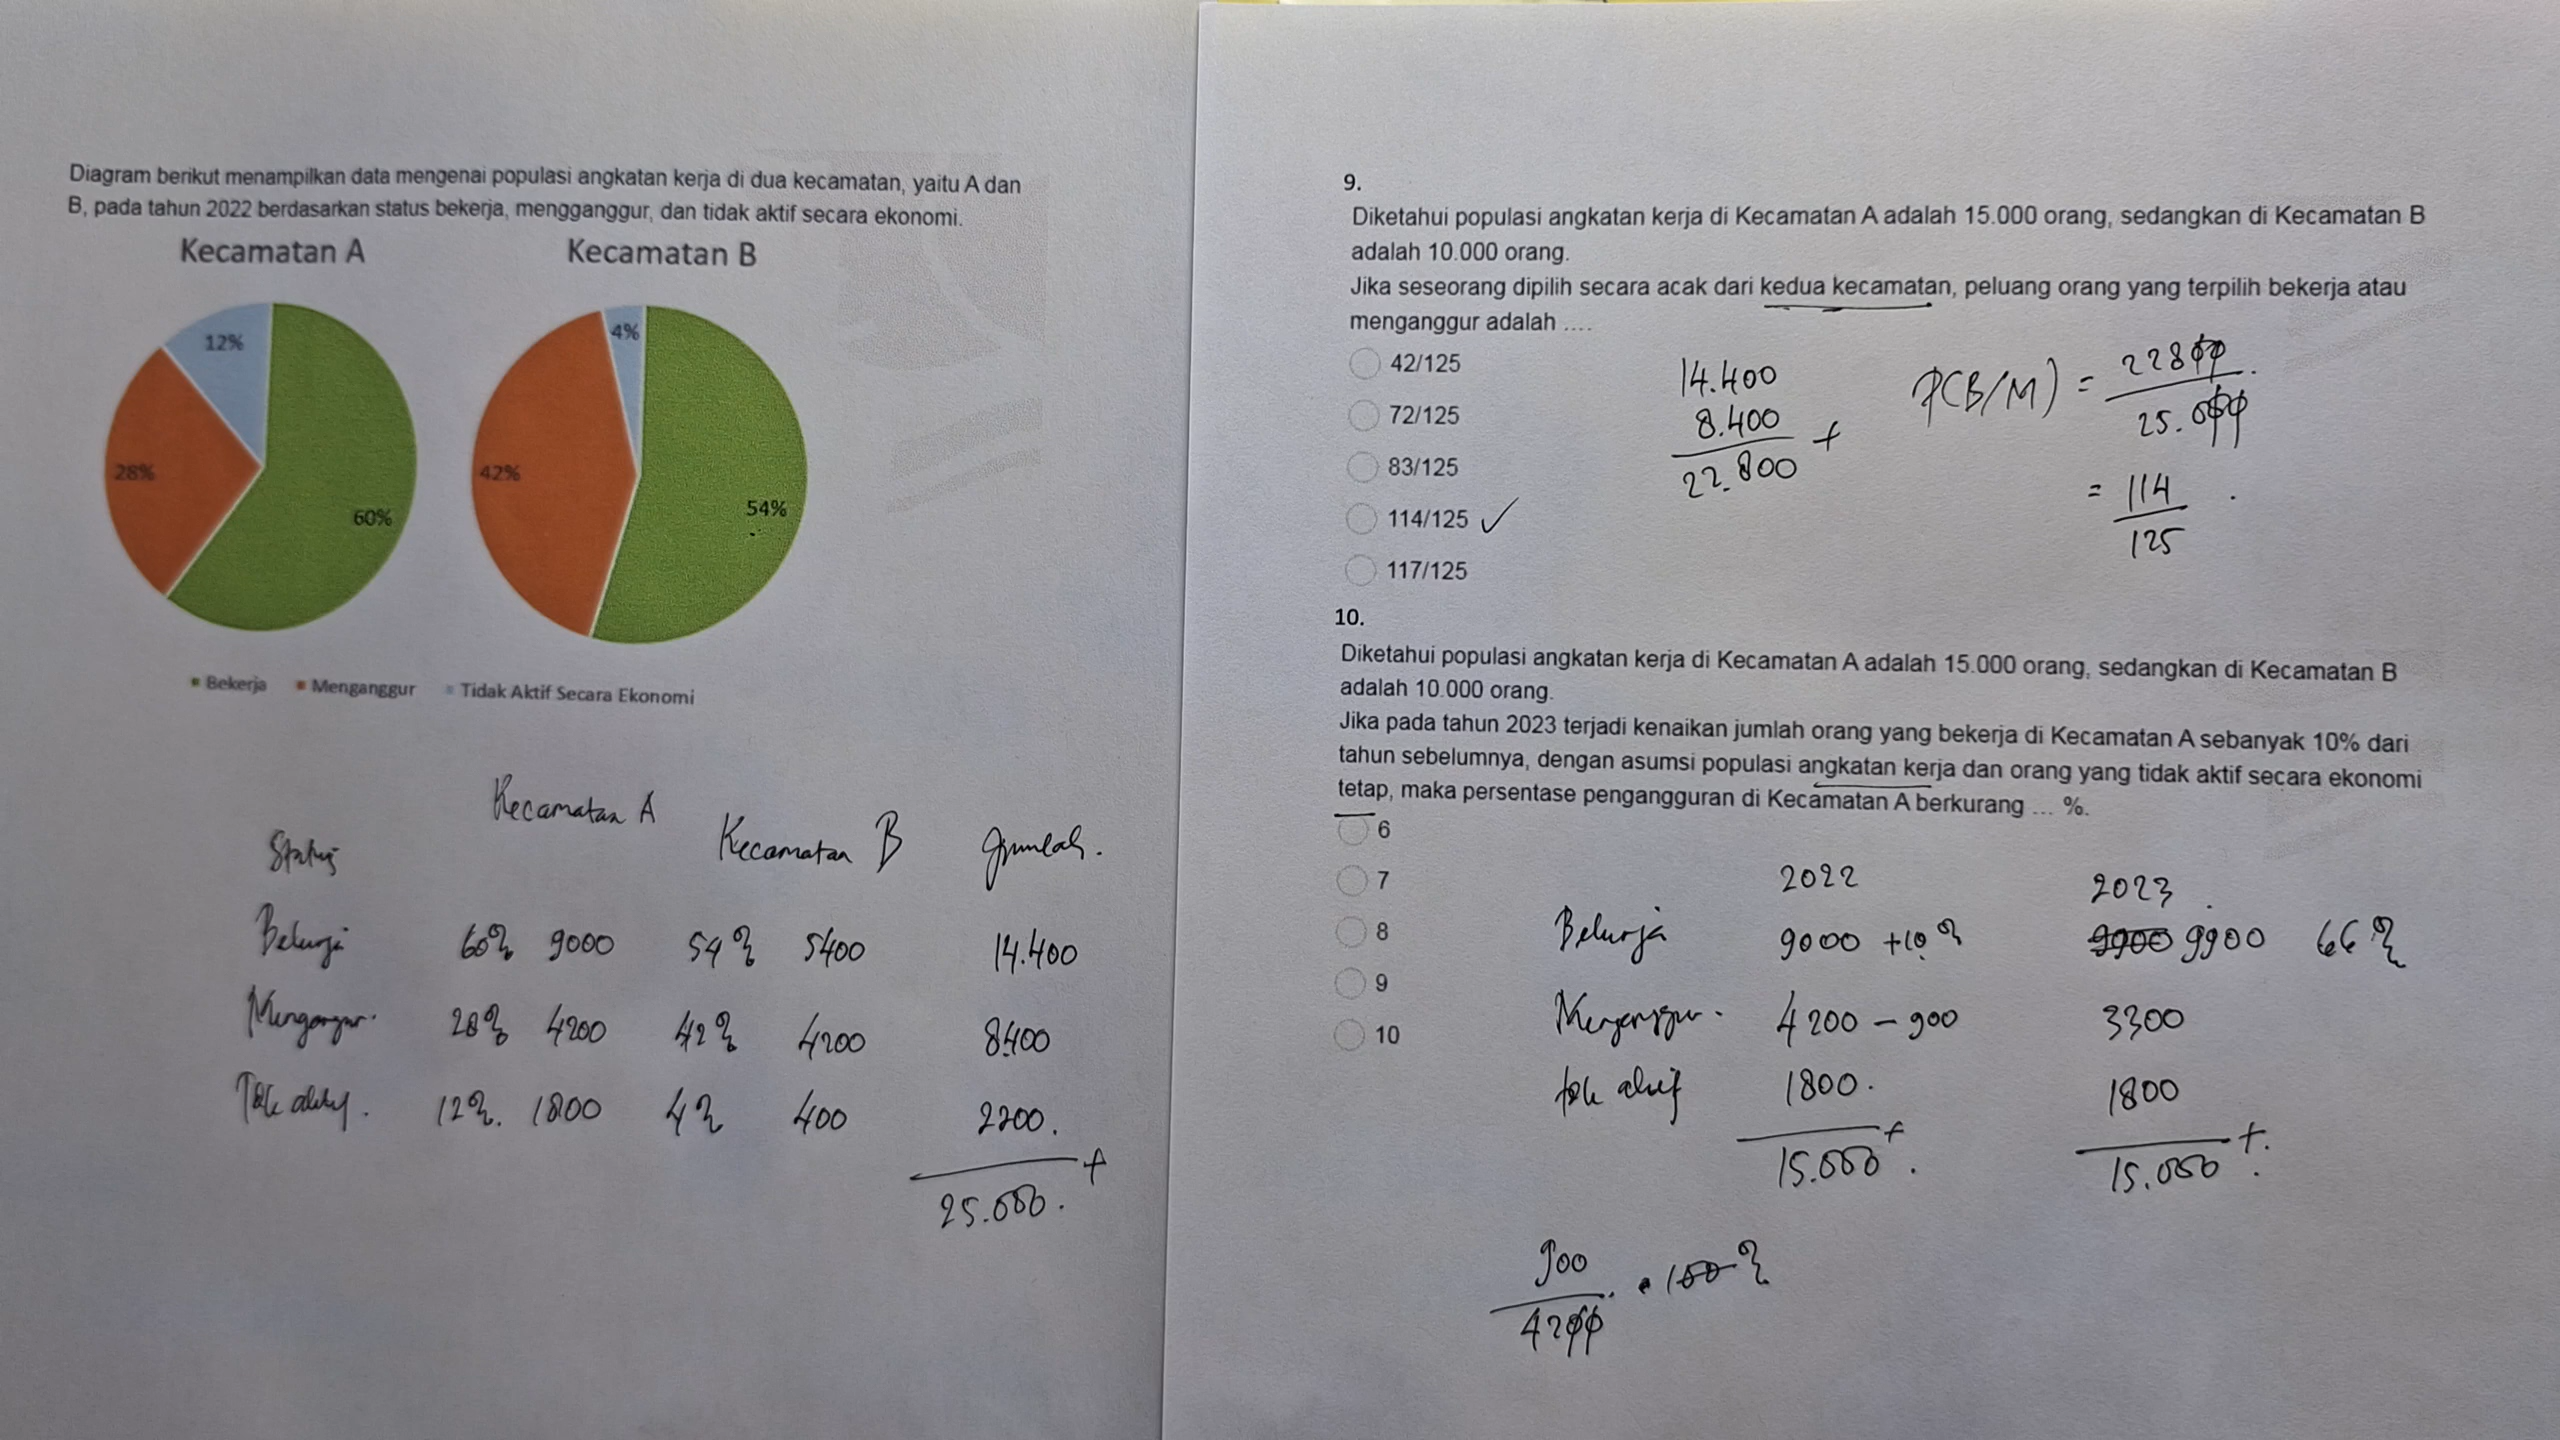 Diagram berikut menampilkan data mengenai populasi angkatan kerja di dua kecamatan, yaitu A dan
B, pada tahun 2022 berdasarkan status bekerja, mengganggur, dan tidak aktif secara ekonomi.
Kecamatan A
Kecamatan B
12%
28%
60%
4%
42%
54%
Bekerja Menganggur Tidak Aktif Secara Ekonomi
Kecamatan A
Status Kecamatan B Jumlah.
Bekerja 60% 9000 54% 5400 14.400
Menganggur. 28% 4200 42% 4200 8400
Tdk aktif. 12%. 1800 4% 400 2200.
+
25.000.
9.
Diketahui populasi angkatan kerja di Kecamatan A adalah 15.000 orang, sedangkan di Kecamatan B
adalah 10.000 orang.
Jika seseorang dipilih secara acak dari kedua kecamatan, peluang orang yang terpilih bekerja atau
menganggur adalah ....
42/125
72/125
83/125
114/125 ✓
117/125
14.400
8.400
+
22.800
P(B/M) = 22800
25.000
= 114
125
10.
Diketahui populasi angkatan kerja di Kecamatan A adalah 15.000 orang, sedangkan di Kecamatan B
adalah 10.000 orang.
Jika pada tahun 2023 terjadi kenaikan jumlah orang yang bekerja di Kecamatan A sebanyak 10% dari
tahun sebelumnya, dengan asumsi populasi angkatan kerja dan orang yang tidak aktif secara ekonomi
tetap, maka persentase pengangguran di Kecamatan A berkurang ... %.
6
7
8
9
10
2022 2023
Bekerja 9000 +10% 9900 9900 66%
Menganggur. 4200 - 900 3300
tdk aktif 1800. 1800
+ +.
15.000. 15.000.
900
4200 . 100%